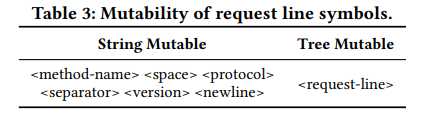 Table 3: Mutability of request line symbols.
String Mutable Tree Mutable
<method-name> <space> <protocol>
<separator> <version> <newline>
<request-line>